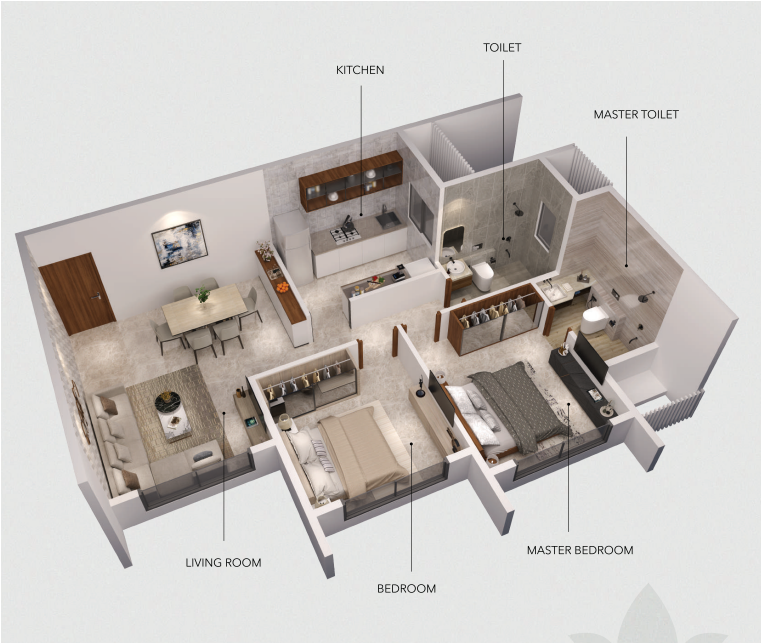 TOILET
KITCHEN
MASTER TOILET
LIVING ROOM
BEDROOM
MASTER BEDROOM